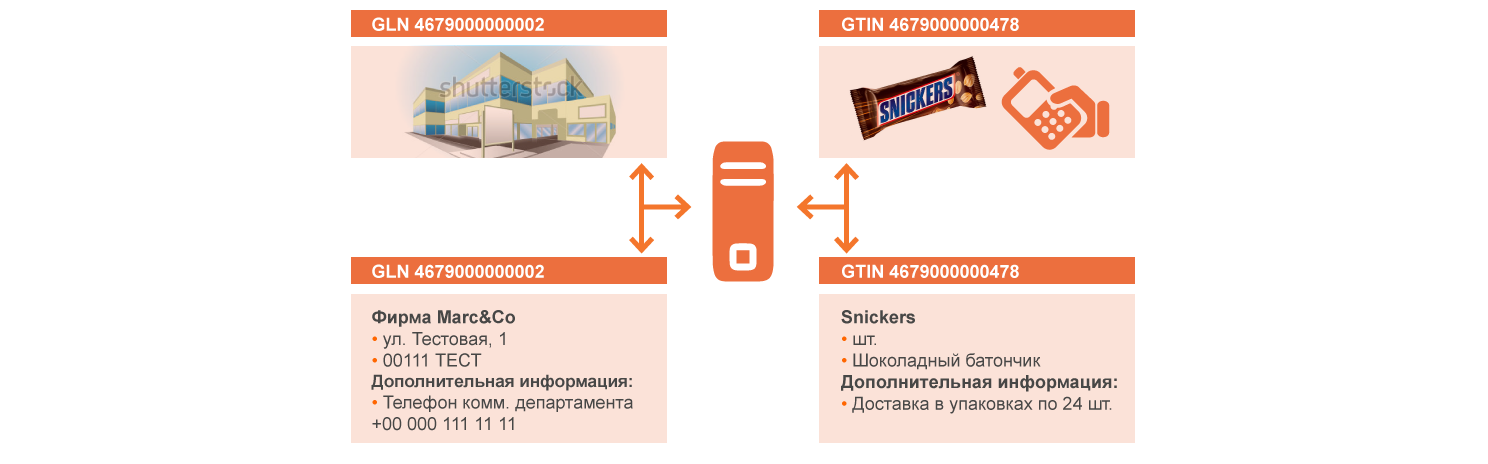 GLN 4679000000002
shutterstock
GTIN 4679000000478
SNICKERS
GLN 4679000000002
Фирма Marc&Co
• ул. Тестовая, 1
• 00111 ТЕСТ
Дополнительная информация:
• Телефон комм. департамента
+00 000 111 11 11
GTIN 4679000000478
Snickers
• шт.
• Шоколадный батончик
Дополнительная информация:
• Доставка в упаковках по 24 шт.